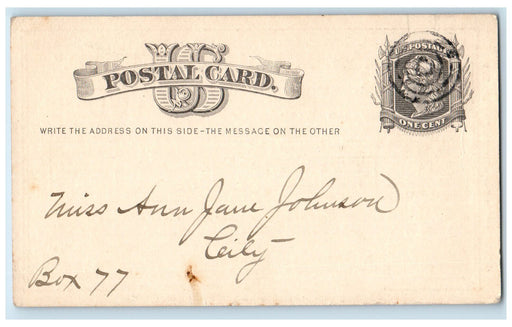 US
POSTAL CARD.
U.S. POSTAGE
ONE CENT
WRITE THE ADDRESS ON THIS SIDE-THE MESSAGE ON THE OTHER
Miss Ann Jane Johnson
City
Box 77